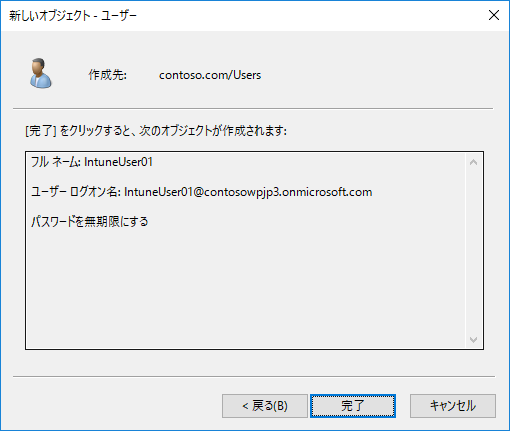 新しいオブジェクト - ユーザー
作成先: contoso.com/Users
[完了] をクリックすると、次のオブジェクトが作成されます:
フル ネーム: IntuneUser01
ユーザー ログオン名: IntuneUser01@contosowpjp3.onmicrosoft.com
パスワードを無期限にする
< 戻る(B) 完了 キャンセル